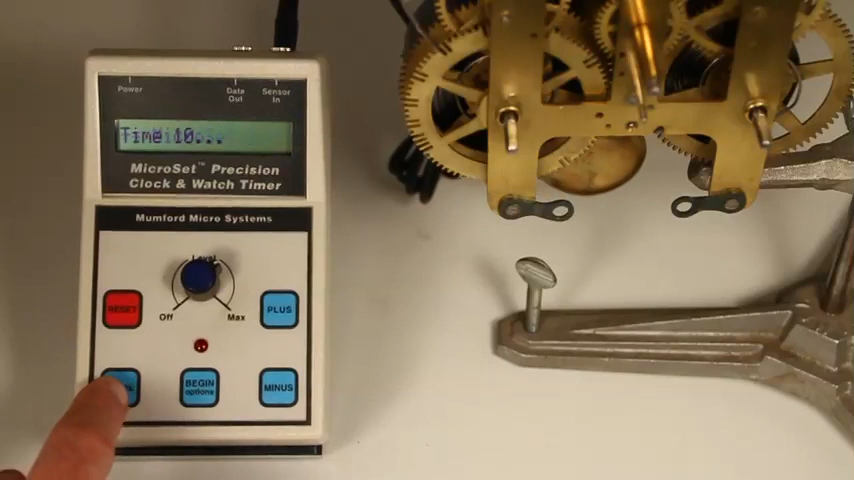 Power
Data Out
Sensor In
Time 10...
MicroSet™ Precision
Clock & Watch Timer
Mumford Micro Systems
Level
Off
Max
RESET
PLUS
BEGIN
options
MINUS